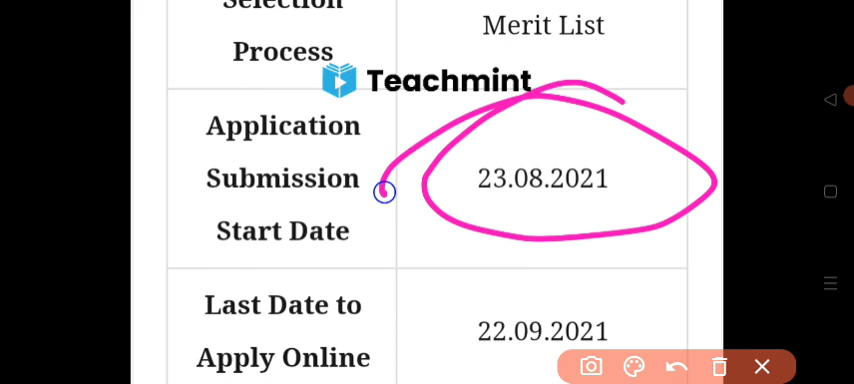 Selection
Process
Merit List
Teachmint
Application
Submission
Start Date
23.08.2021
Last Date to
Apply Online
22.09.2021